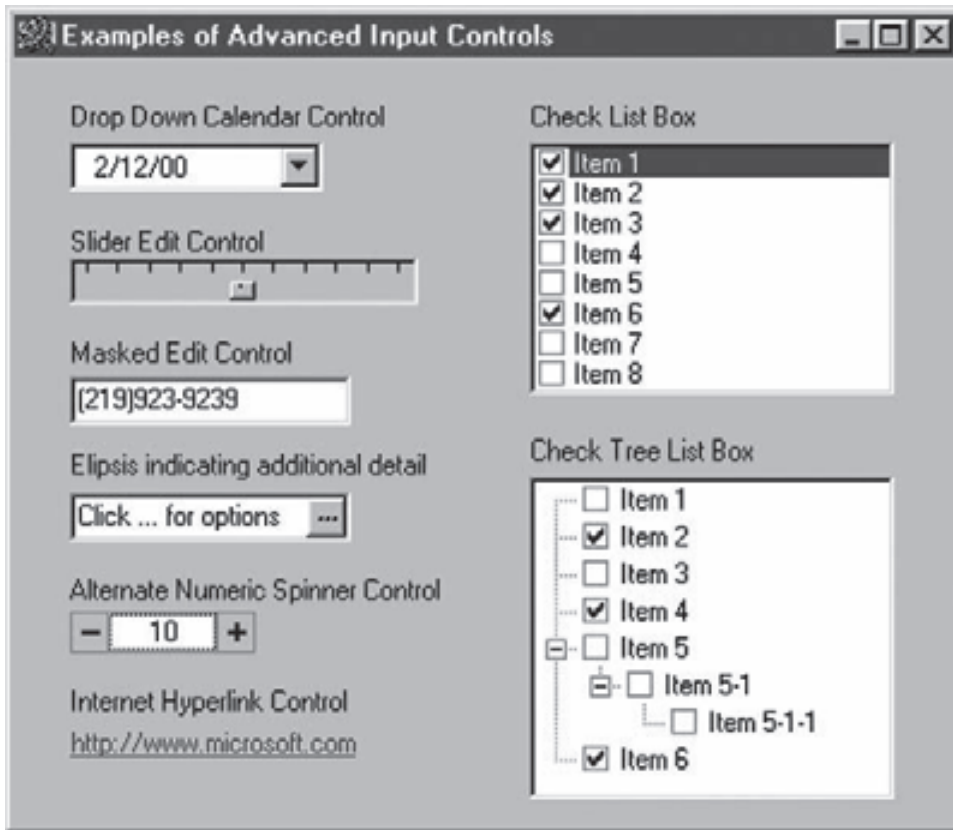 Examples of Advanced Input Controls
Drop Down Calendar Control
2/12/00
Slider Edit Control
Masked Edit Control
(219)923-9239
Elipsis indicating additional detail
Click ... for options ...
Alternate Numeric Spinner Control
− 10 +
Internet Hyperlink Control
http://www.microsoft.com
Check List Box
Item 1
Item 2
Item 3
Item 4
Item 5
Item 6
Item 7
Item 8
Check Tree List Box
Item 1
Item 2
Item 3
Item 4
Item 5
Item 5-1
Item 5-1-1
Item 6